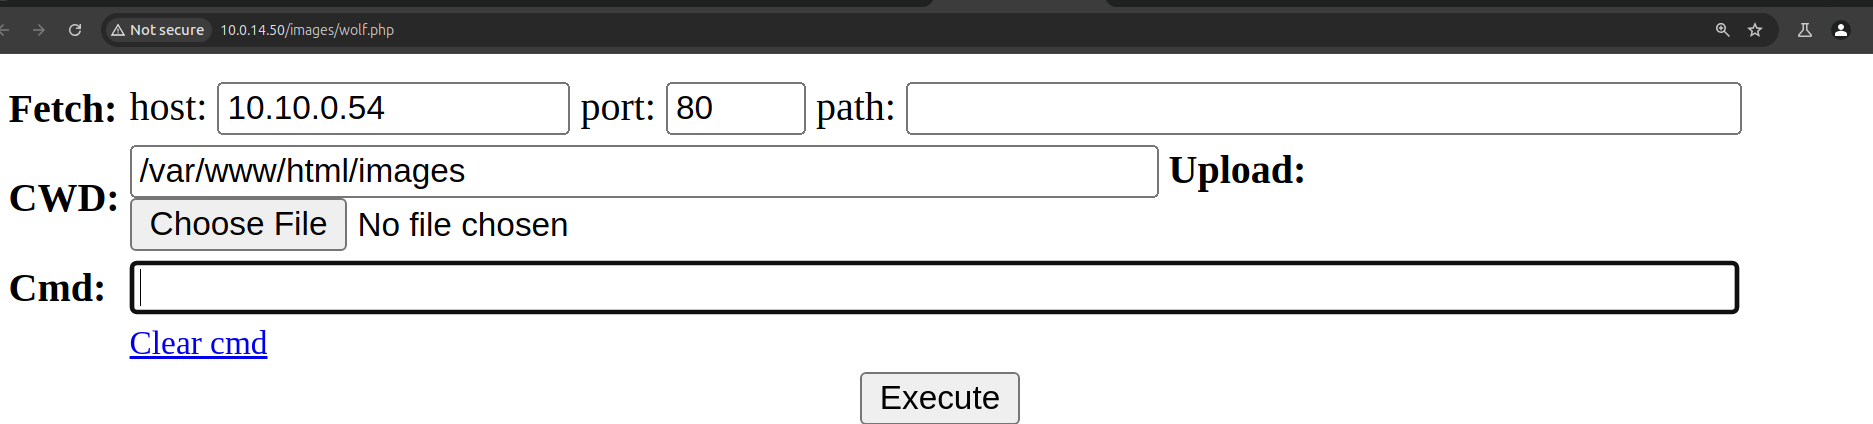 Not secure 10.0.14.50/images/wolf.php
Fetch: host: 10.10.0.54 port: 80 path:
CWD: /var/www/html/images Upload:
Choose File No file chosen
Cmd:
Clear cmd
Execute